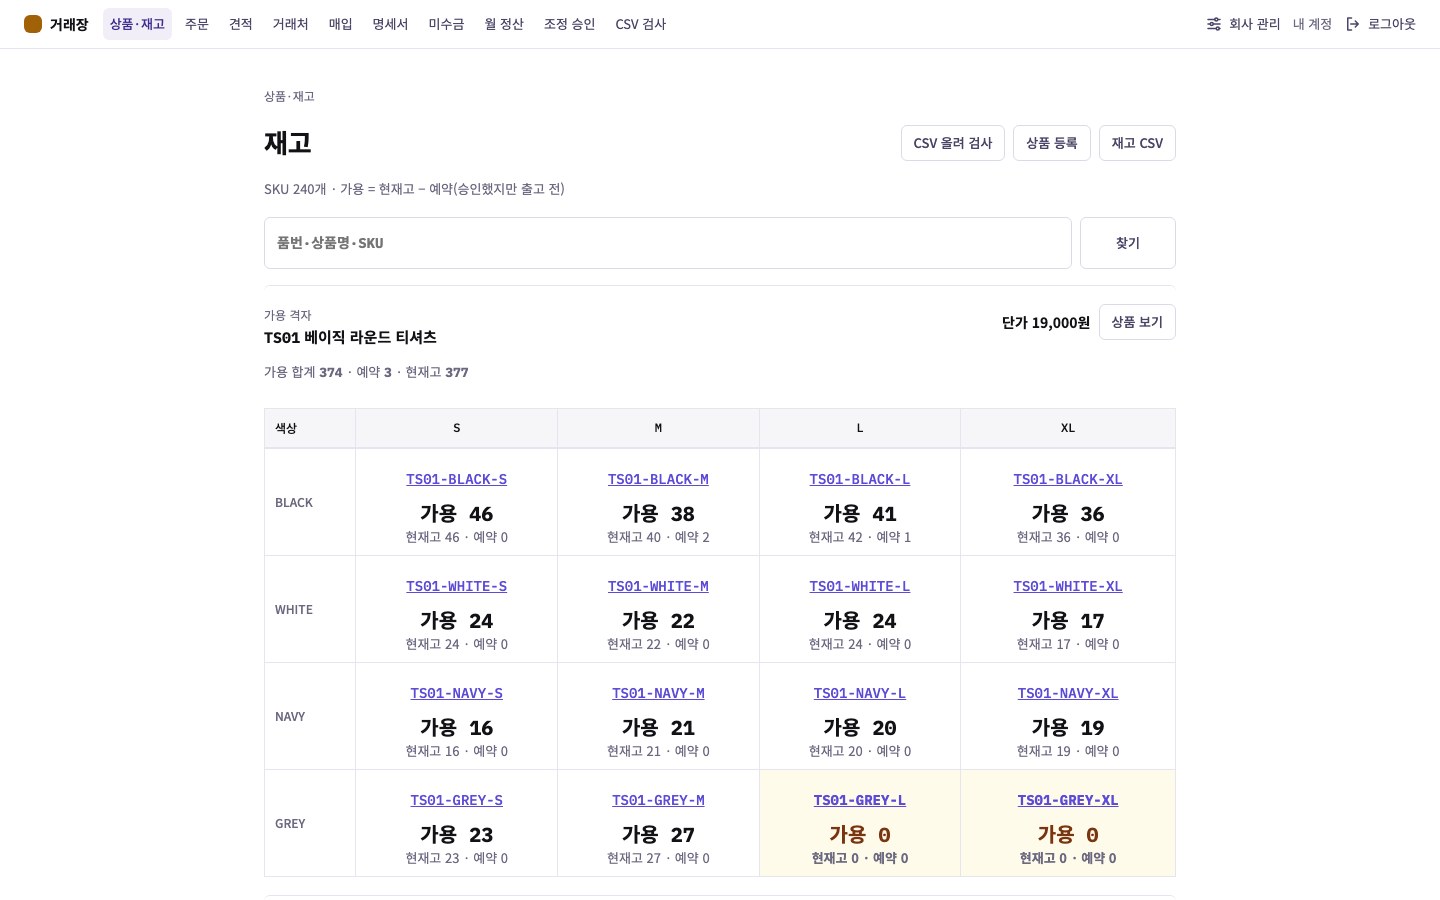 거래장 상품·재고 주문 견적 거래처 매입 명세서 미수금 월 정산 조정 승인 CSV 검사 회사 관리 내 계정 로그아웃
상품·재고
재고 CSV 올려 검사 상품 등록 재고 CSV
SKU 240개 · 가용 = 현재고 − 예약(승인했지만 출고 전)
품번·상품명·SKU 찾기
가용 격자
TS01 베이직 라운드 티셔츠 단가 19,000원 상품 보기
가용 합계 374 · 예약 3 · 현재고 377
색상 S M L XL
TS01-BLACK-S TS01-BLACK-M TS01-BLACK-L TS01-BLACK-XL
BLACK 가용 46 가용 38 가용 41 가용 36
현재고 46 · 예약 0 현재고 40 · 예약 2 현재고 42 · 예약 1 현재고 36 · 예약 0
TS01-WHITE-S TS01-WHITE-M TS01-WHITE-L TS01-WHITE-XL
WHITE 가용 24 가용 22 가용 24 가용 17
현재고 24 · 예약 0 현재고 22 · 예약 0 현재고 24 · 예약 0 현재고 17 · 예약 0
TS01-NAVY-S TS01-NAVY-M TS01-NAVY-L TS01-NAVY-XL
NAVY 가용 16 가용 21 가용 20 가용 19
현재고 16 · 예약 0 현재고 21 · 예약 0 현재고 20 · 예약 0 현재고 19 · 예약 0
TS01-GREY-S TS01-GREY-M TS01-GREY-L TS01-GREY-XL
GREY 가용 23 가용 27 가용 0 가용 0
현재고 23 · 예약 0 현재고 27 · 예약 0 현재고 0 · 예약 0 현재고 0 · 예약 0